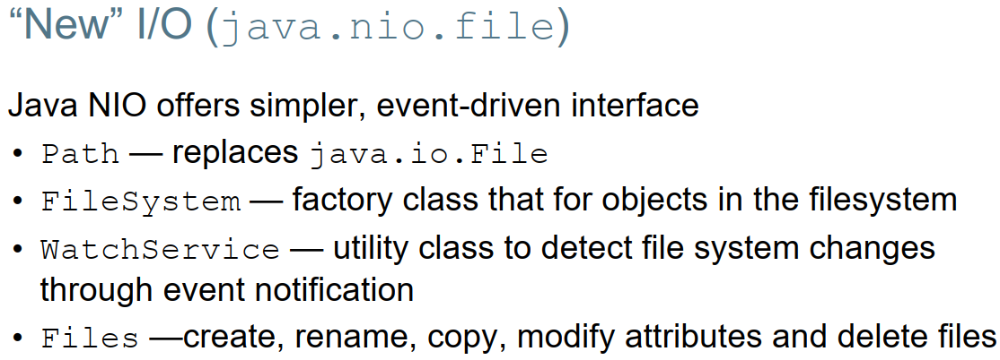 “New” I/O (java.nio.file)
Java NIO offers simpler, event-driven interface
• Path — replaces java.io.File
• FileSystem — factory class that for objects in the filesystem
• WatchService — utility class to detect file system changes
through event notification
• Files —create, rename, copy, modify attributes and delete files